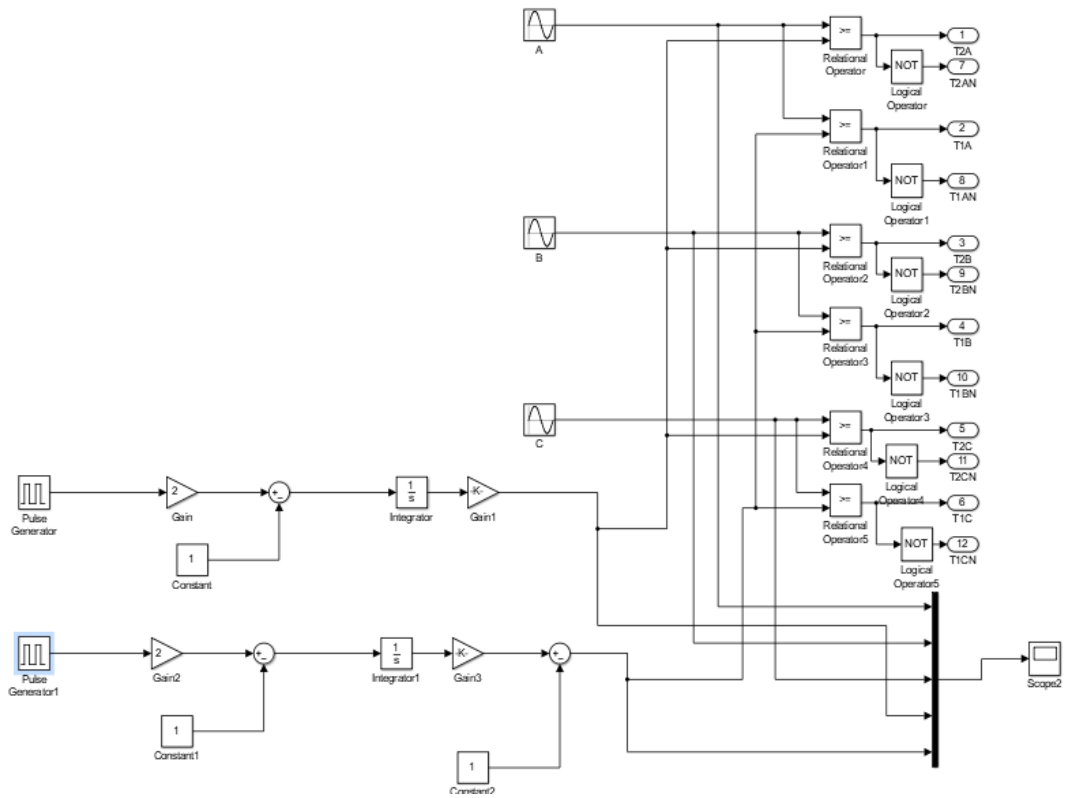 A
>=
Relational
Operator
NOT
Logical
Operator
1
T2A
7
T2AN
>=
Relational
Operator1
NOT
Logical
Operator1
2
T1A
8
T1AN
B
>=
Relational
Operator2
NOT
Logical
Operator2
3
T2B
9
T2BN
>=
Relational
Operator3
NOT
Logical
Operator3
4
T1B
10
T1BN
C
>=
Relational
Operator4
NOT
Logical
Operator4
5
T2C
11
T2CN
>=
Relational
Operator5
NOT
Logical
Operator5
6
T1C
12
T1CN
Pulse
Generator
2
Gain
+
-
1
s
Integrator
-K-
Gain1
1
Constant
Pulse
Generator1
2
Gain2
+
-
1
s
Integrator1
-K-
Gain3
+
-
1
Constant1
1
Constant2
Scope2